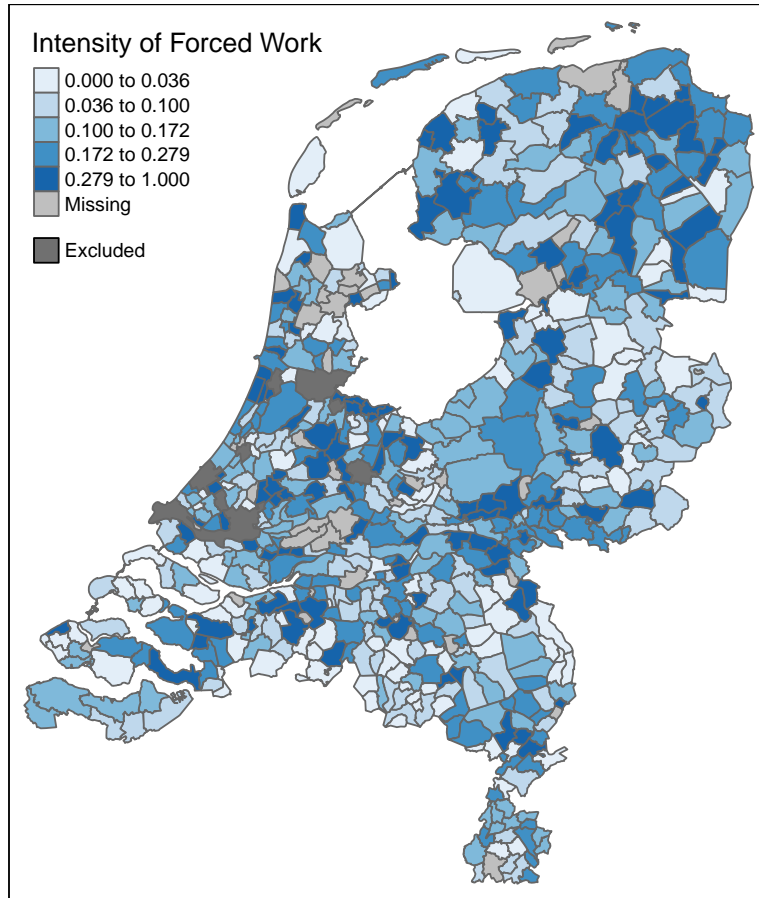 Intensity of Forced Work
0.000 to 0.036
0.036 to 0.100
0.100 to 0.172
0.172 to 0.279
0.279 to 1.000
Missing
Excluded